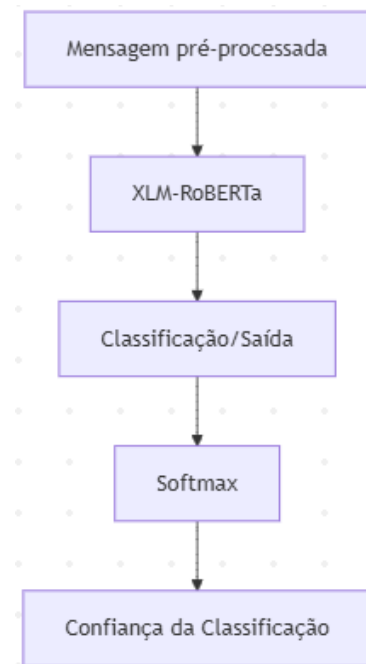 Mensagem pré-processada
XLM-RoBERTa
Classificação/Saída
Softmax
Confiança da Classificação